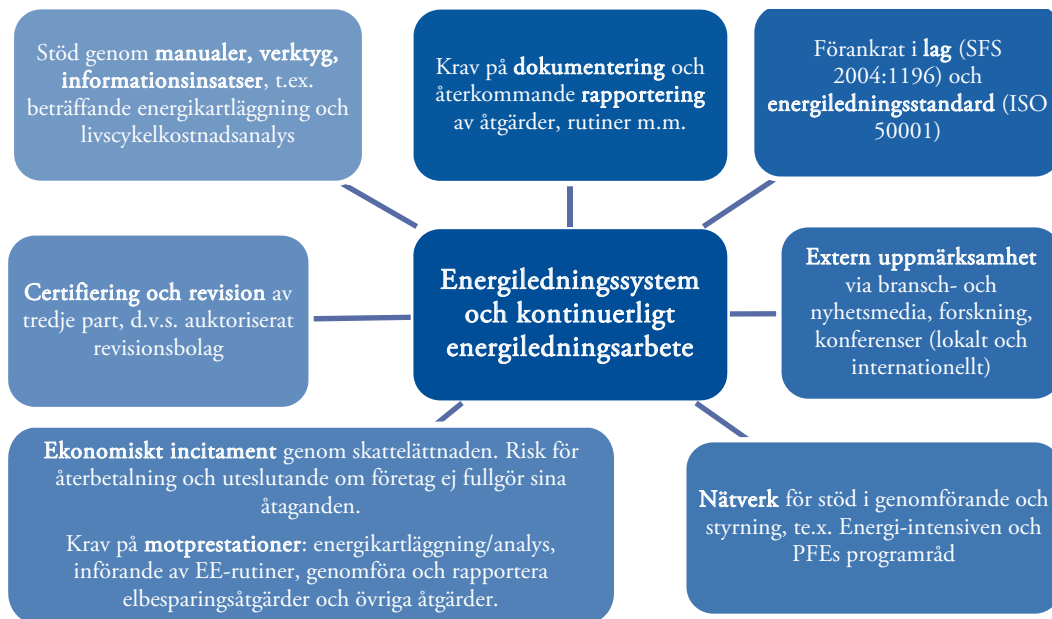 Stöd genom manualer, verktyg,
informationsinsatser, t.ex.
beträffande energikartläggning och
livscykelkostnadsanalys
Krav på dokumentering och
återkommande rapportering
av åtgärder, rutiner m.m.
Förankrat i lag (SFS
2004:1196) och
energiledningsstandard (ISO
50001)
Certifiering och revision av
tredje part, d.v.s. auktoriserat
revisionsbolag
Energiledningssystem
och kontinuerligt
energiledningsarbete
Extern uppmärksamhet
via bransch- och
nyhetsmedia, forskning,
konferenser (lokalt och
internationellt)
Ekonomiskt incitament genom skattelättnaden. Risk för
återbetalning och uteslutande om företag ej fullgör sina
åtaganden.
Krav på motprestationer: energikartläggning/analys,
införande av EE-rutiner, genomföra och rapportera
elbesparingsåtgärder och övriga åtgärder.
Nätverk för stöd i genomförande och
styrning, te.x. Energi-intensiven och
PFEs programråd